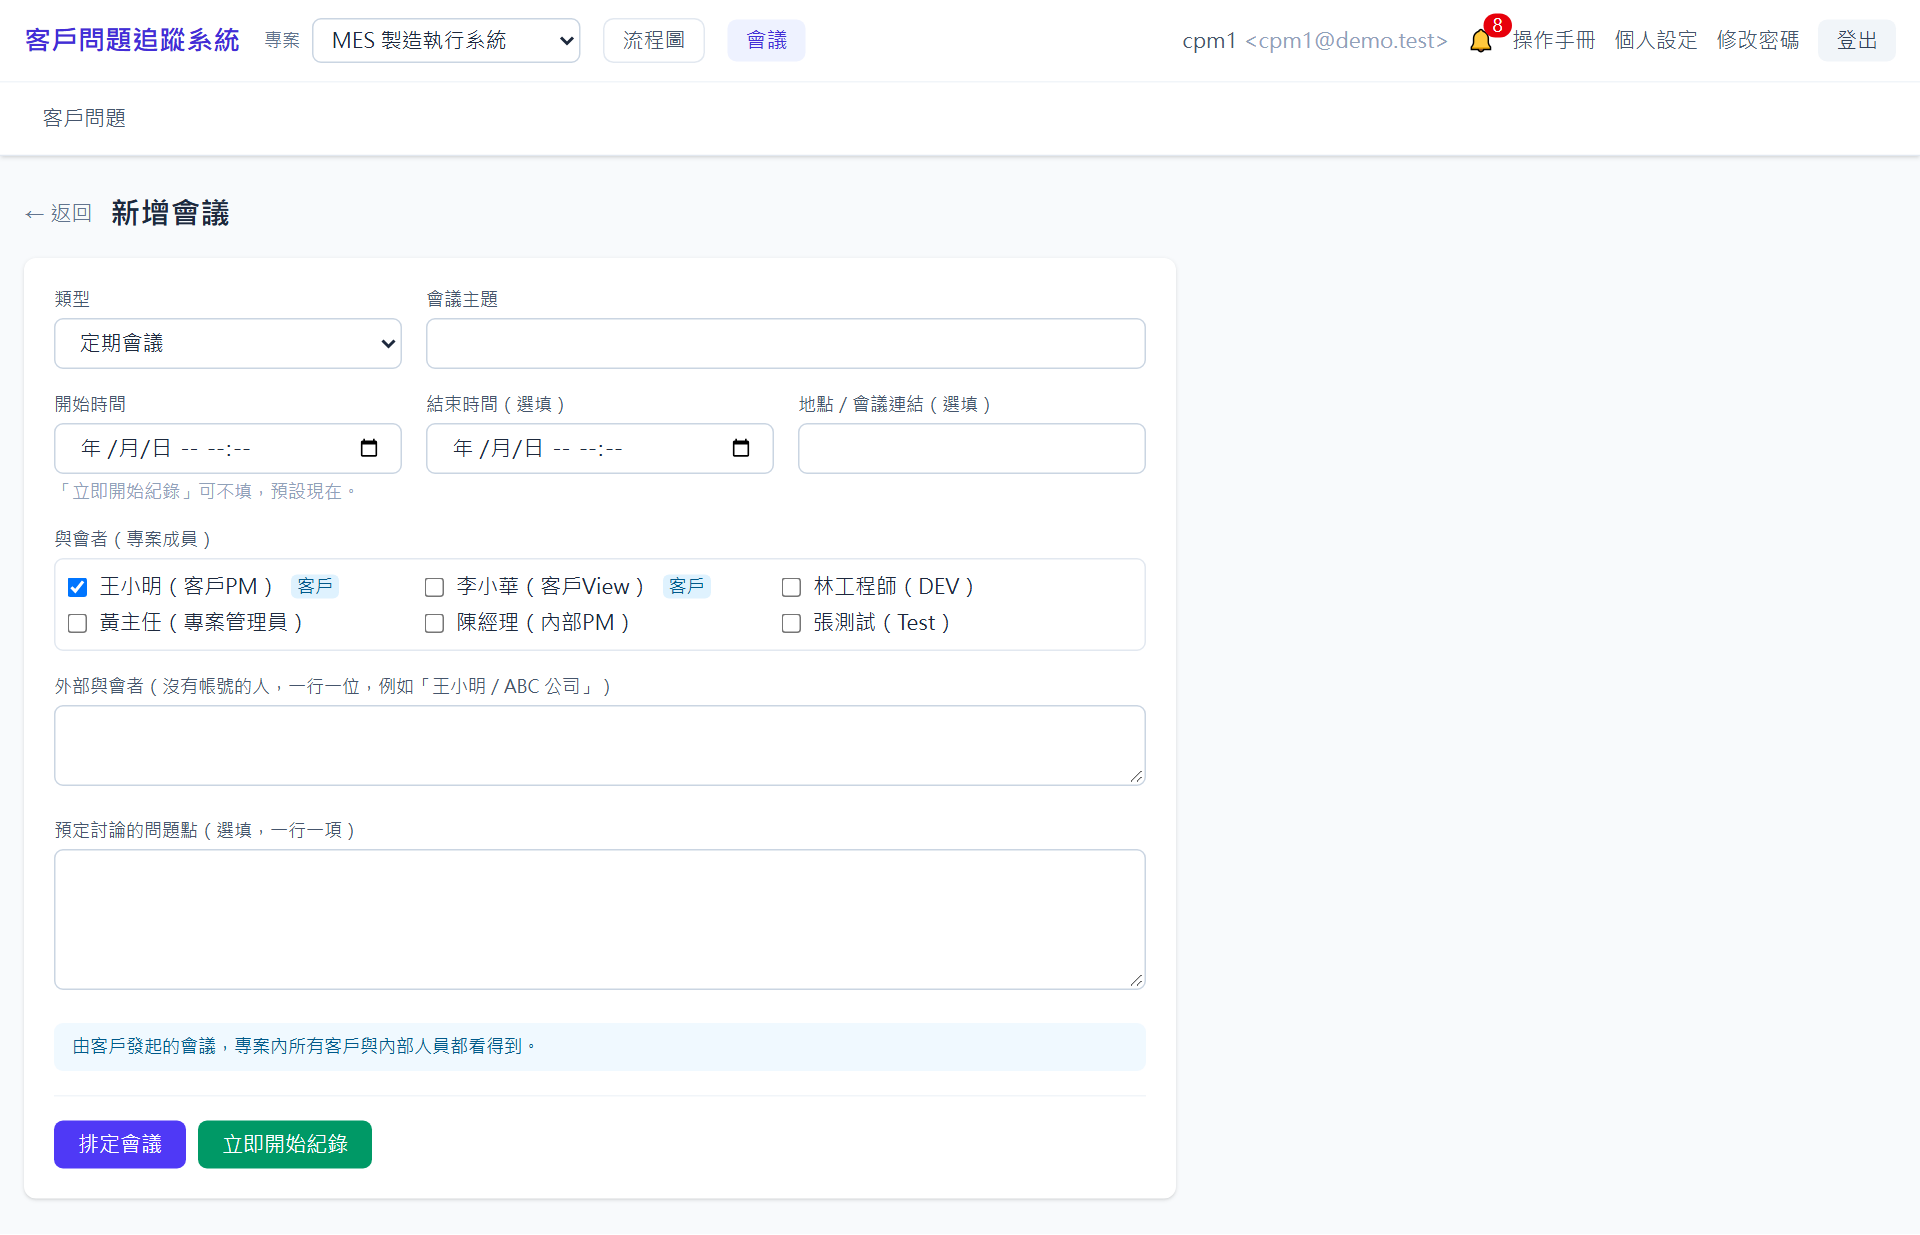 客戶問題追蹤系統 專案 MES 製造執行系統 流程圖 會議 cpm1 <cpm1@demo.test> 8 操作手冊 個人設定 修改密碼 登出
客戶問題
← 返回 新增會議
類型 會議主題
定期會議
開始時間 結束時間（選填） 地點 / 會議連結（選填）
年 /月/日 -- --:-- 年 /月/日 -- --:--
「立即開始紀錄」可不填，預設現在。
與會者（專案成員）
王小明（客戶PM） 客戶 李小華（客戶View） 客戶 林工程師（DEV）
黃主任（專案管理員） 陳經理（內部PM） 張測試（Test）
外部與會者（沒有帳號的人，一行一位，例如「王小明 / ABC 公司」）
預定討論的問題點（選填，一行一項）
由客戶發起的會議，專案內所有客戶與內部人員都看得到。
排定會議 立即開始紀錄